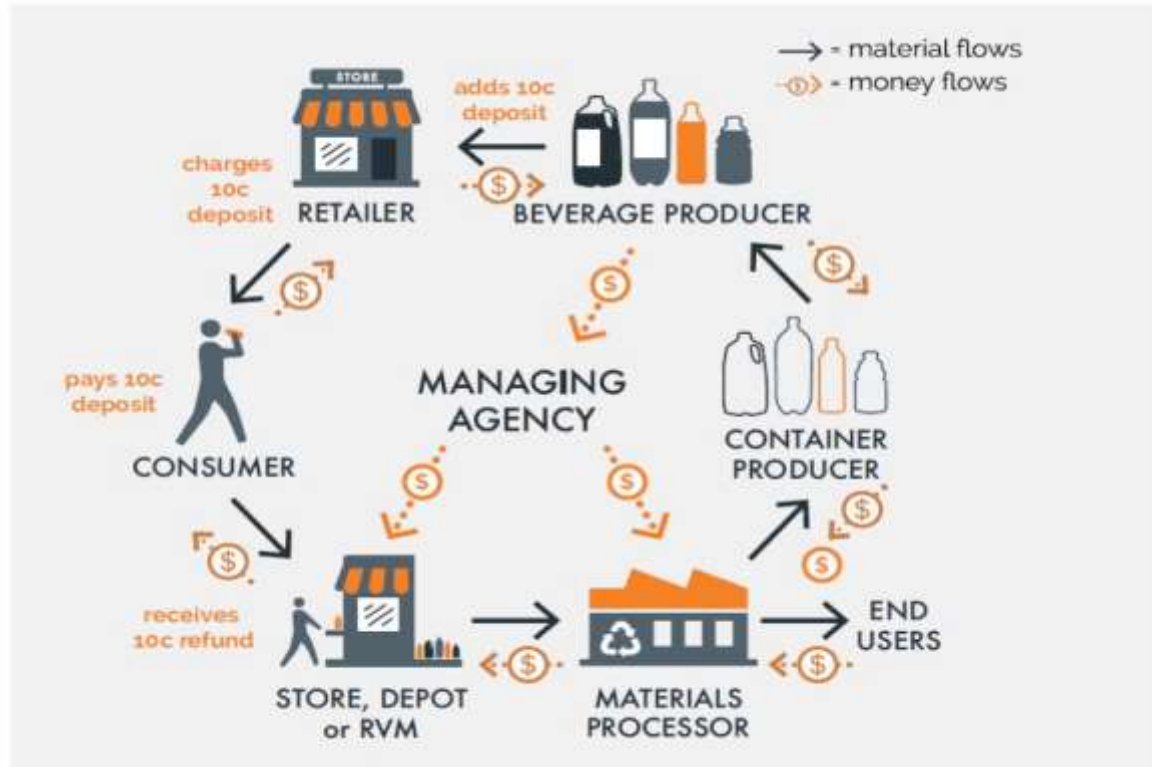 = material flows
= money flows
STORE
adds 10c
deposit
charges
10c
deposit
RETAILER
BEVERAGE PRODUCER
$
$
$
$
pays 10c
deposit
MANAGING
AGENCY
CONSUMER
CONTAINER
PRODUCER
$
$
$
$
$
receives
10c refund
END
USERS
$
$
STORE, DEPOT
or RVM
MATERIALS
PROCESSOR